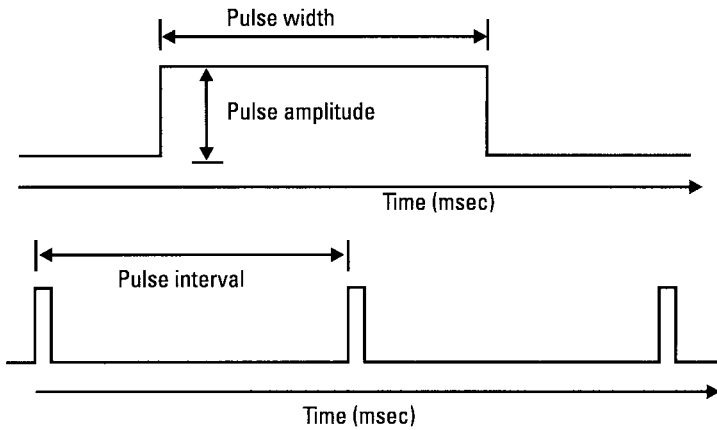 Pulse width
Pulse amplitude
Time (msec)
Pulse interval
Time (msec)